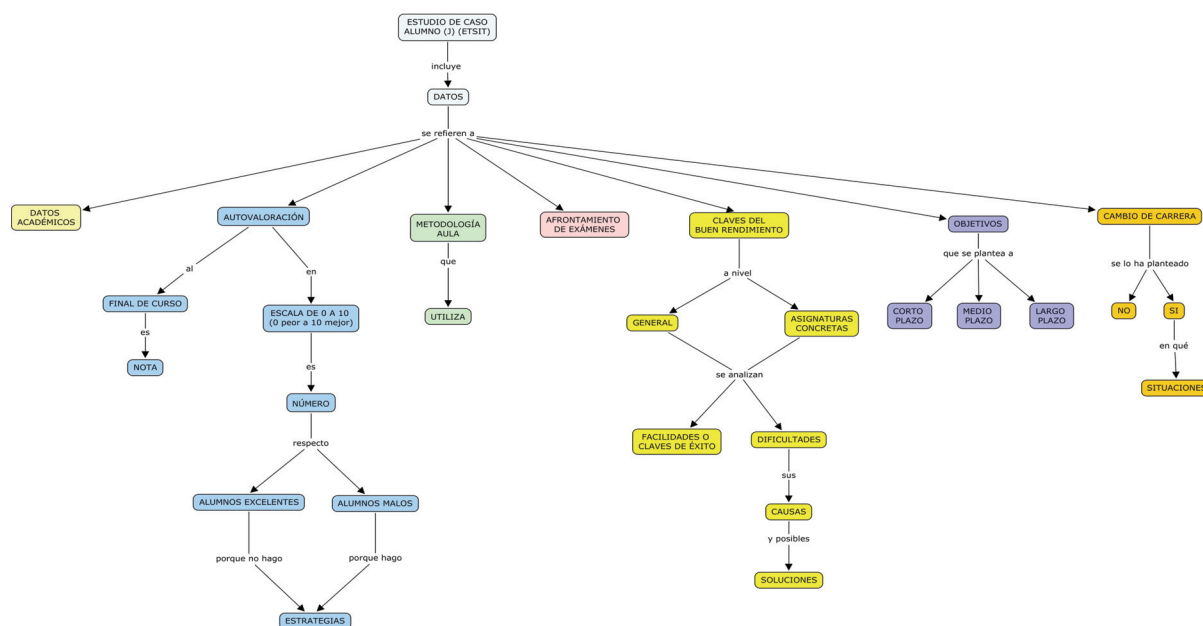 ESTUDIO DE CASO
ALUMNO (J) (ETSIT)
incluye
DATOS
se refieren a
DATOS
ACADÉMICOS
AUTOVALORACIÓN
METODOLOGÍA
AULA
AFRONTAMIENTO
DE EXÁMENES
CLAVES DEL
BUEN RENDIMIENTO
OBJETIVOS
CAMBIO DE CARRERA
al
en
que
a nivel
que se plantea a
se lo ha planteado
FINAL DE CURSO
ESCALA DE 0 A 10
(0 peor a 10 mejor)
UTILIZA
GENERAL
ASIGNATURAS
CONCRETAS
CORTO
PLAZO
MEDIO
PLAZO
LARGO
PLAZO
NO
SI
es
NOTA
es
se analizan
en qué
SITUACIONES
NÚMERO
respecto
FACILIDADES O
CLAVES DE ÉXITO
DIFICULTADES
sus
ALUMNOS EXCELENTES
ALUMNOS MALOS
CAUSAS
y posibles
porque no hago
porque hago
SOLUCIONES
ESTRATEGIAS